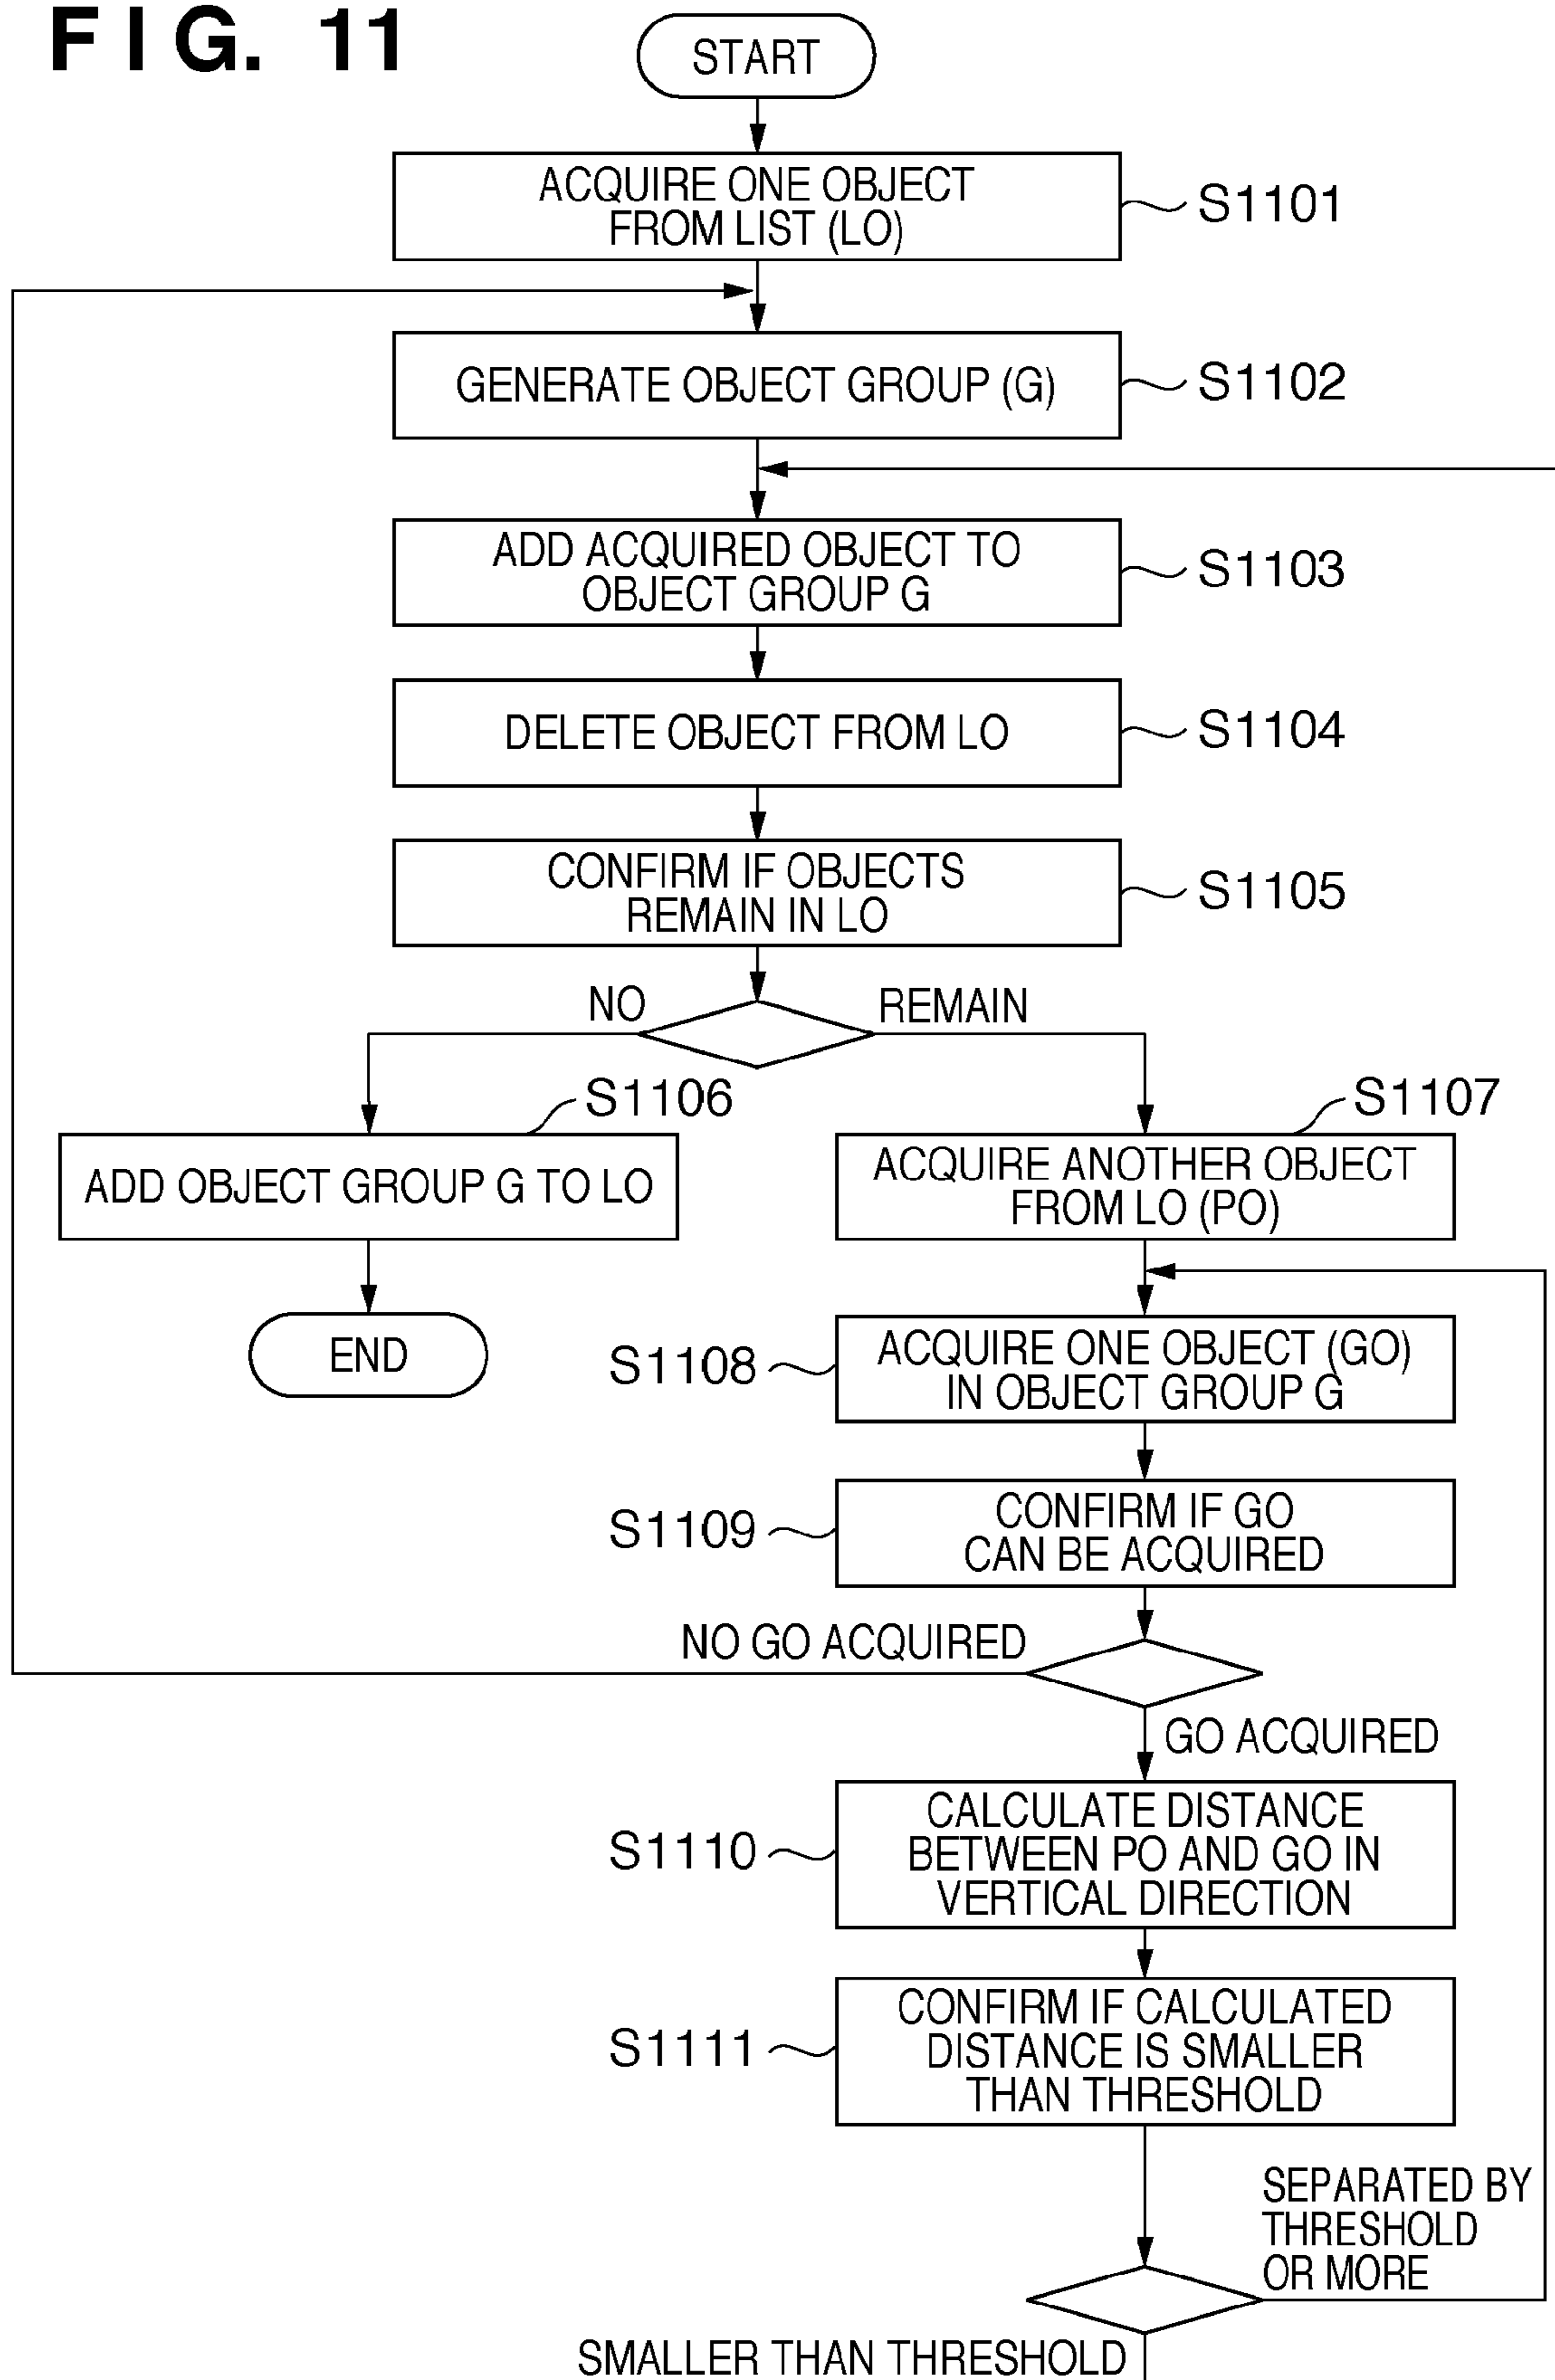 FIG. 11
START
ACQUIRE ONE OBJECT
FROM LIST (LO)
S1101
GENERATE OBJECT GROUP (G)
S1102
ADD ACQUIRED OBJECT TO
OBJECT GROUP G
S1103
DELETE OBJECT FROM LO
S1104
CONFIRM IF OBJECTS
REMAIN IN LO
S1105
NO
REMAIN
S1106
ADD OBJECT GROUP G TO LO
END
S1107
ACQUIRE ANOTHER OBJECT
FROM LO (PO)
S1108
ACQUIRE ONE OBJECT (GO)
IN OBJECT GROUP G
S1109
CONFIRM IF GO
CAN BE ACQUIRED
NO GO ACQUIRED
GO ACQUIRED
S1110
CALCULATE DISTANCE
BETWEEN PO AND GO IN
VERTICAL DIRECTION
S1111
CONFIRM IF CALCULATED
DISTANCE IS SMALLER
THAN THRESHOLD
SEPARATED BY
THRESHOLD
OR MORE
SMALLER THAN THRESHOLD